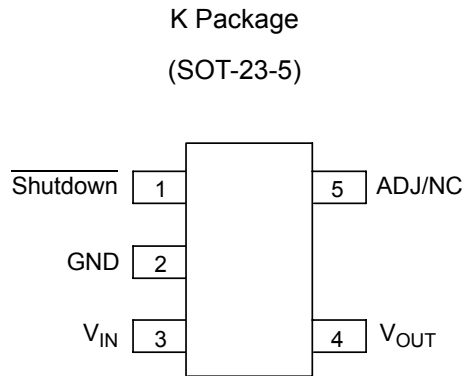 K Package
(SOT-23-5)
Shutdown 1 5 ADJ/NC
GND 2
VIN 3 4 VOUT